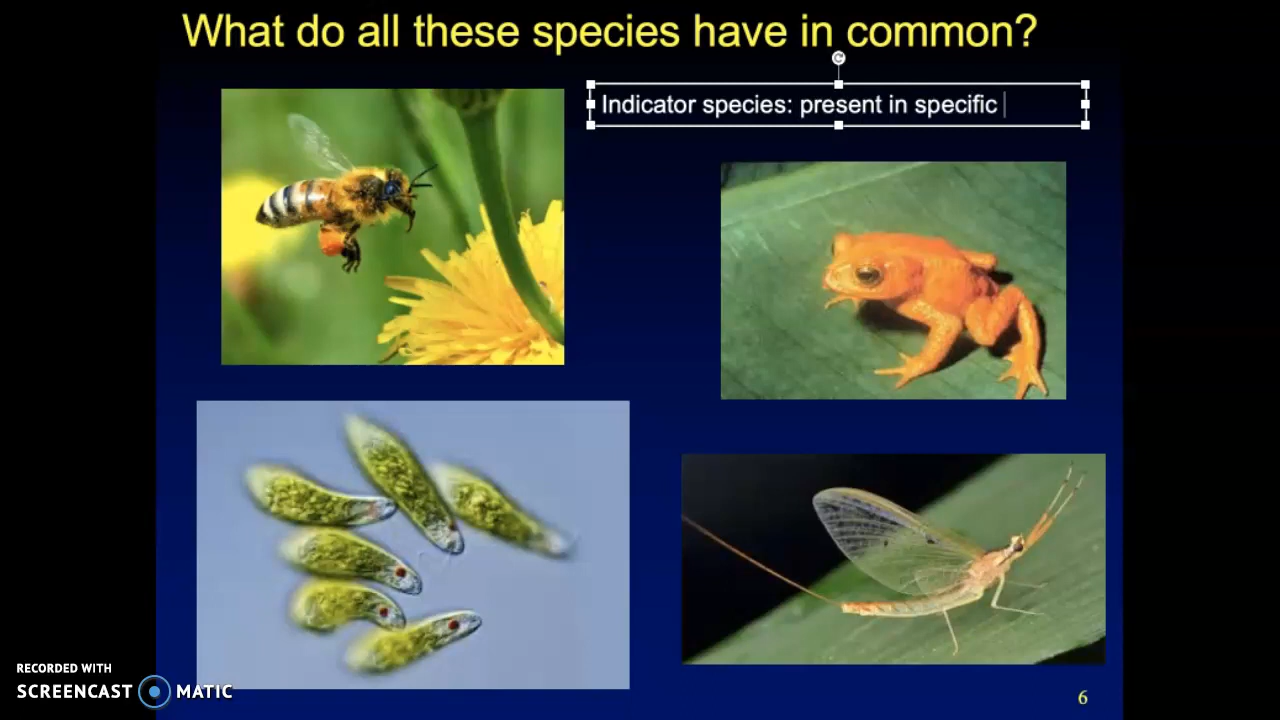 What do all these species have in common?
Indicator species: present in specific
RECORDED WITH
SCREENCAST MATIC
6